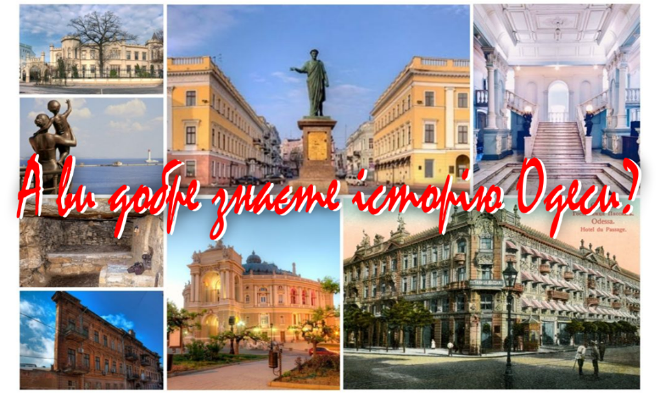 А ви добре знаєте історію Одеси?
Odessa.
Hotel du Passage.